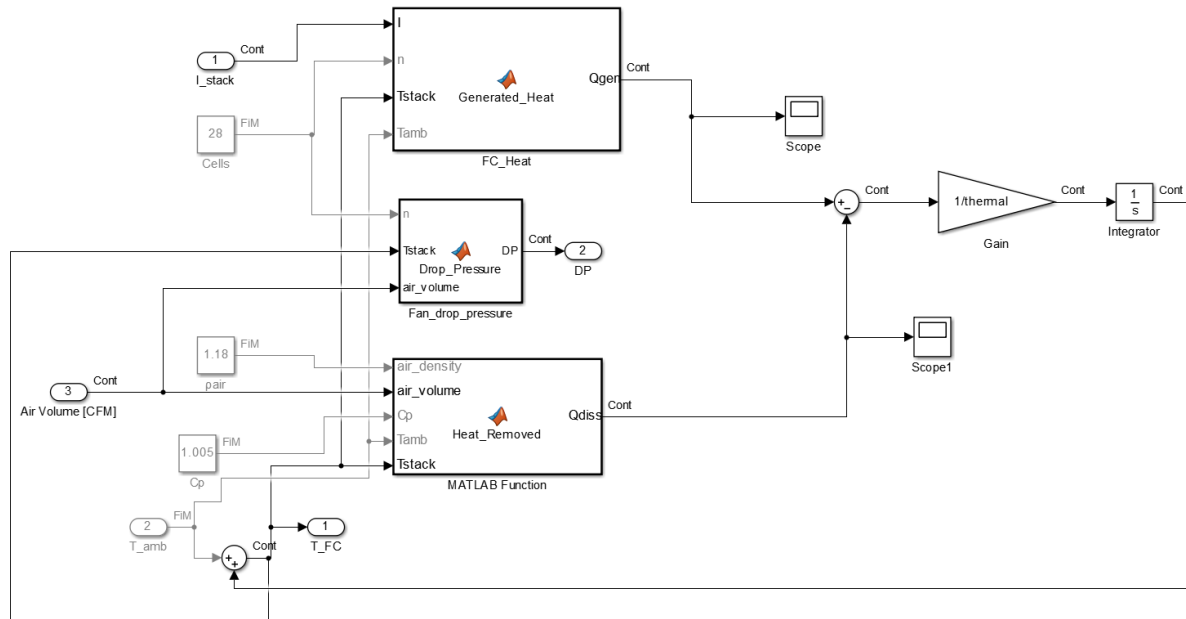 1
Cont
I_stack
28
FiM
Cells
I
n
Tstack
Tamb
Generated_Heat
Qgen
Cont
FC_Heat
Scope
n
Tstack
air_volume
Drop_Pressure
DP
Cont
2
DP
Fan_drop_pressure
+
−
Cont
1/thermal
Cont
Gain
1
s
Cont
Integrator
3
Cont
Air Volume [CFM]
1.18
FiM
ρair
1.005
FiM
Cp
air_density
air_volume
Cp
Tamb
Tstack
Heat_Removed
Qdiss
Cont
MATLAB Function
Scope1
2
FiM
T_amb
+
+
Cont
1
T_FC